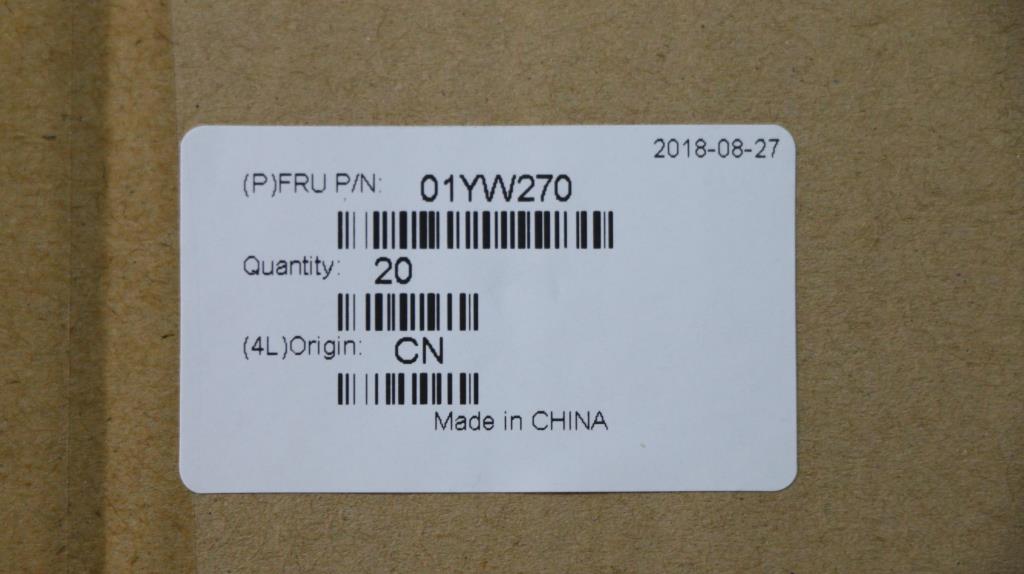 2018-08-27
(P)FRU P/N: 01YW270
Quantity: 20
(4L)Origin: CN
Made in CHINA